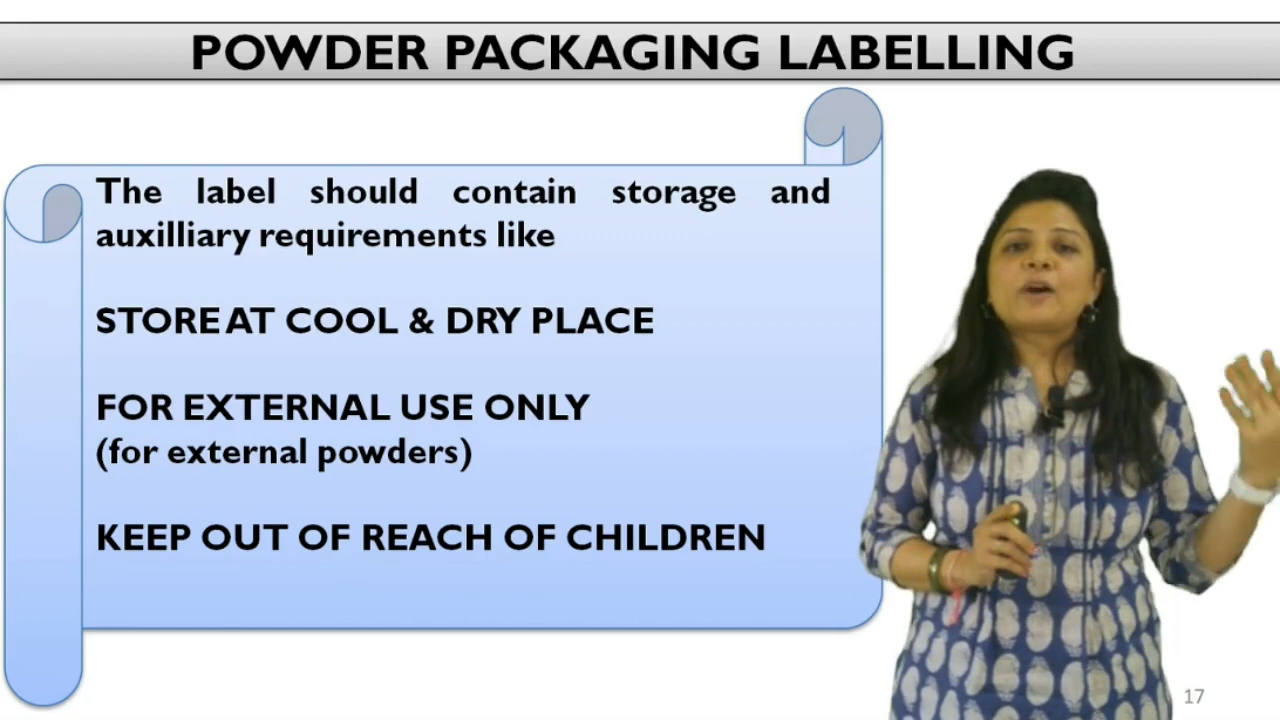 POWDER PACKAGING LABELLING
The label should contain storage and
auxilliary requirements like
STORE AT COOL & DRY PLACE
FOR EXTERNAL USE ONLY
(for external powders)
KEEP OUT OF REACH OF CHILDREN
17